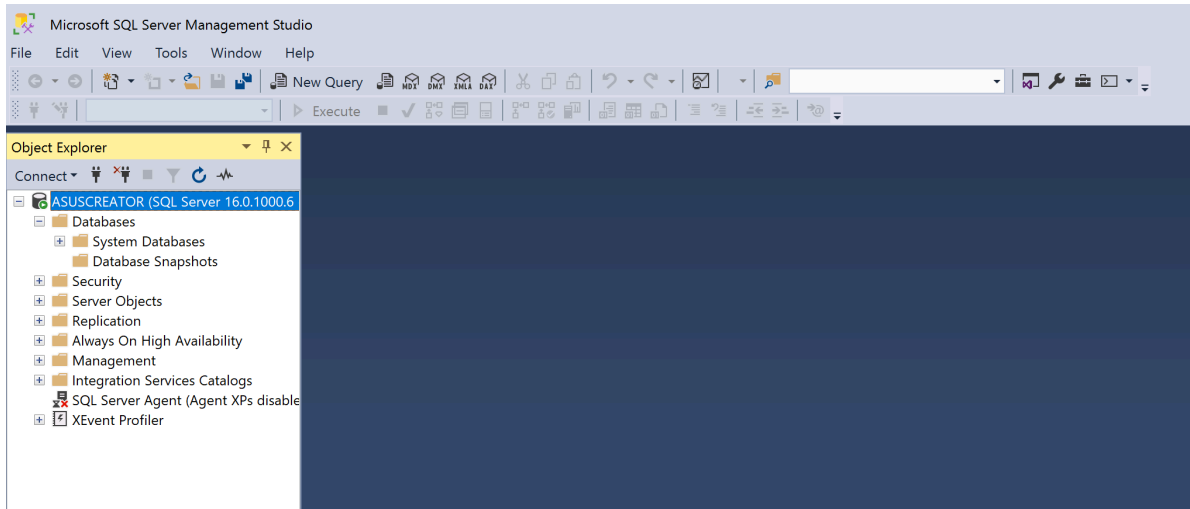 Microsoft SQL Server Management Studio
File Edit View Tools Window Help
New Query MDX DMX XMLA DAX
Execute
Object Explorer
Connect
ASUSCREATOR (SQL Server 16.0.1000.6
Databases
System Databases
Database Snapshots
Security
Server Objects
Replication
Always On High Availability
Management
Integration Services Catalogs
SQL Server Agent (Agent XPs disable
XEvent Profiler